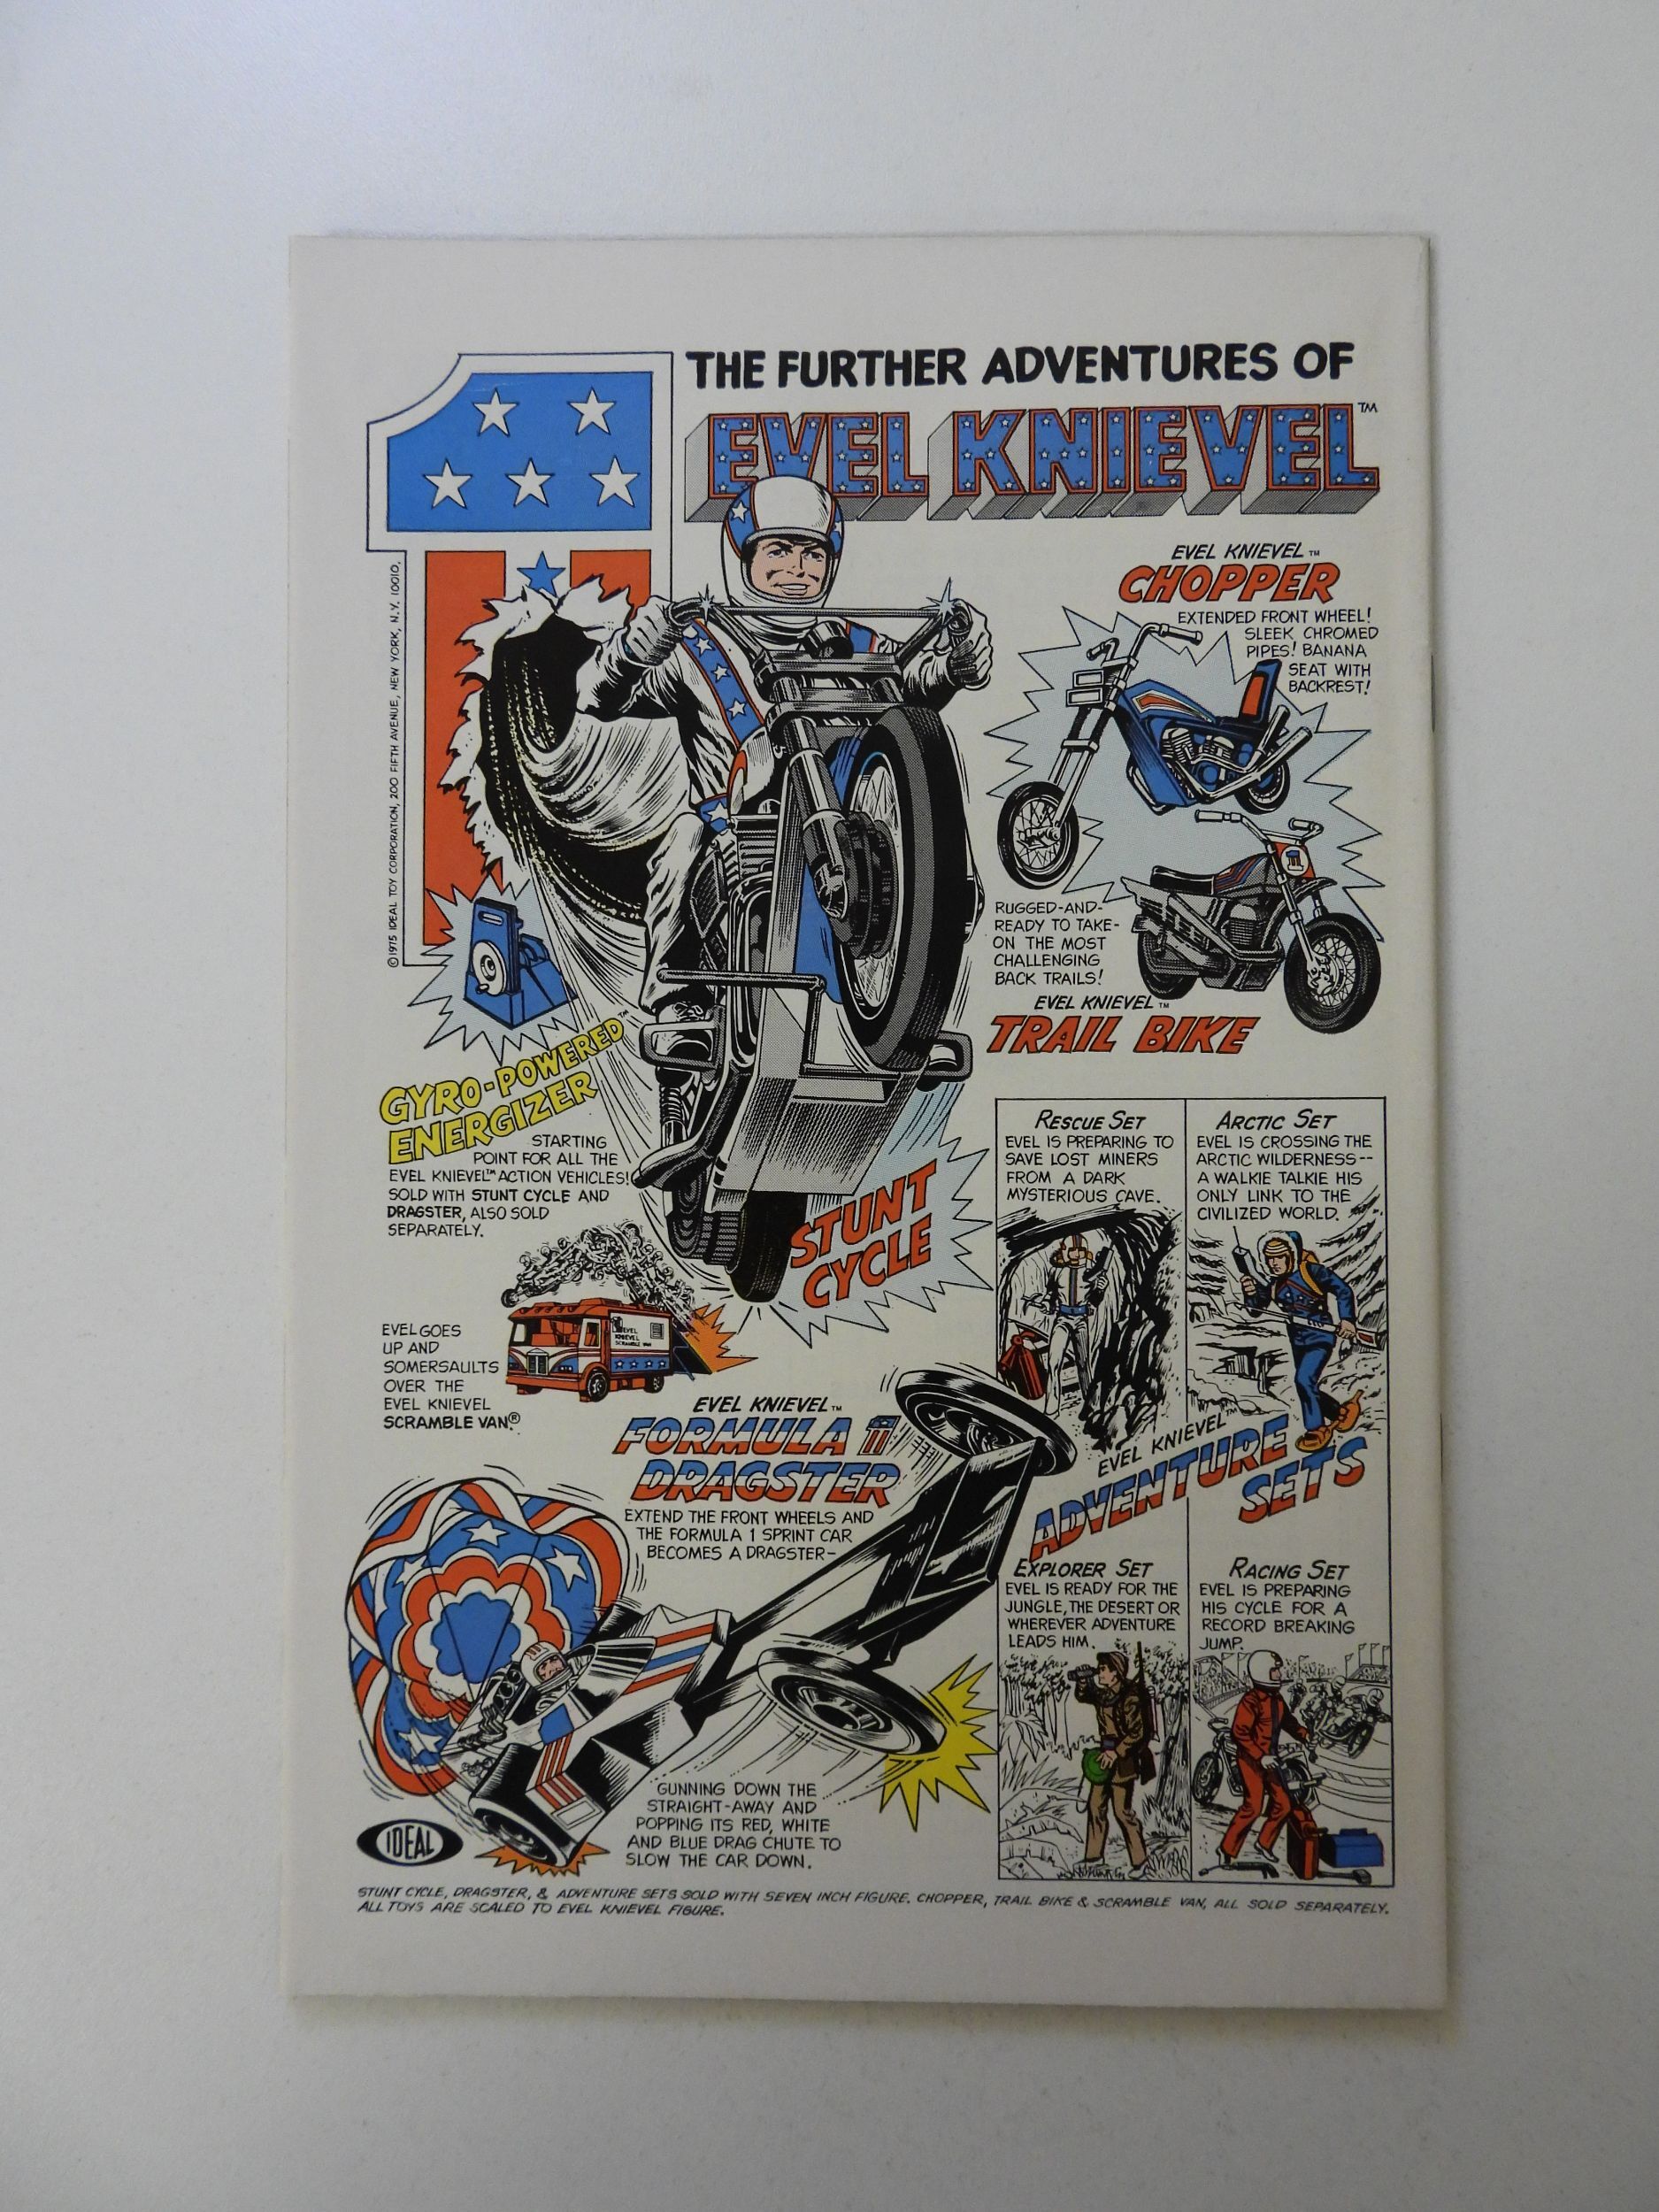 THE FURTHER ADVENTURES OF
EVEL KNIEVEL™
©1975 IDEAL TOY CORPORATION, 200 FIFTH AVENUE, NEW YORK, N.Y. 10010.
EVEL KNIEVEL™
CHOPPER
EXTENDED FRONT WHEEL!
SLEEK CHROMED
PIPES! BANANA
SEAT WITH
BACKREST!
RUGGED-AND-
READY TO TAKE-
ON THE MOST
CHALLENGING
BACK TRAILS!
EVEL KNIEVEL™
TRAIL BIKE
GYRO-POWERED™
ENERGIZER
STARTING
POINT FOR ALL THE
EVEL KNIEVEL™ ACTION VEHICLES!
SOLD WITH STUNT CYCLE AND
DRAGSTER, ALSO SOLD
SEPARATELY.
STUNT
CYCLE
EVEL GOES
UP AND
SOMERSAULTS
OVER THE
EVEL KNIEVEL
SCRAMBLE VAN®.
EVEL
KNIEVEL
SCRAMBLE VAN
EVEL KNIEVEL™
FORMULA 1
DRAGSTER
EXTEND THE FRONT WHEELS AND
THE FORMULA 1 SPRINT CAR
BECOMES A DRAGSTER-
GUNNING DOWN THE
STRAIGHT-AWAY AND
POPPING ITS RED, WHITE
AND BLUE DRAG CHUTE TO
SLOW THE CAR DOWN.
RESCUE SET
EVEL IS PREPARING TO
SAVE LOST MINERS
FROM A DARK
MYSTERIOUS CAVE.
ARCTIC SET
EVEL IS CROSSING THE
ARCTIC WILDERNESS--
A WALKIE TALKIE HIS
ONLY LINK TO THE
CIVILIZED WORLD.
EVEL KNIEVEL™
ADVENTURE
SETS
EXPLORER SET
EVEL IS READY FOR THE
JUNGLE, THE DESERT OR
WHEREVER ADVENTURE
LEADS HIM.
RACING SET
EVEL IS PREPARING
HIS CYCLE FOR A
RECORD BREAKING
JUMP.
IDEAL
STUNT CYCLE, DRAGSTER, & ADVENTURE SETS SOLD WITH SEVEN INCH FIGURE. CHOPPER, TRAIL BIKE & SCRAMBLE VAN, ALL SOLD SEPARATELY.
ALL TOYS ARE SCALED TO EVEL KNIEVEL FIGURE.